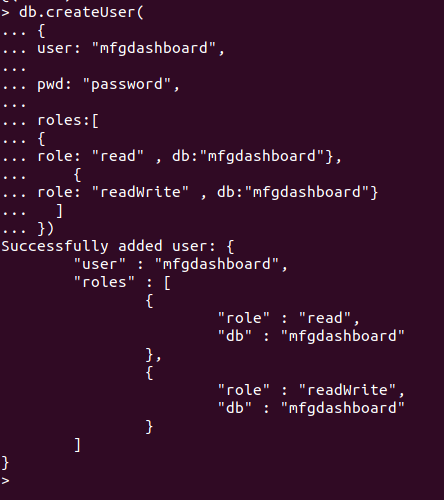 > db.createUser(
... {
... user: "mfgdashboard",
...
... pwd: "password",
...
... roles:[
... {
... role: "read" , db:"mfgdashboard"},
...     {
... role: "readWrite" , db:"mfgdashboard"}
...   ]
... })
Successfully added user: {
        "user" : "mfgdashboard",
        "roles" : [
                {
                        "role" : "read",
                        "db" : "mfgdashboard"
                },
                {
                        "role" : "readWrite",
                        "db" : "mfgdashboard"
                }
        ]
}
>